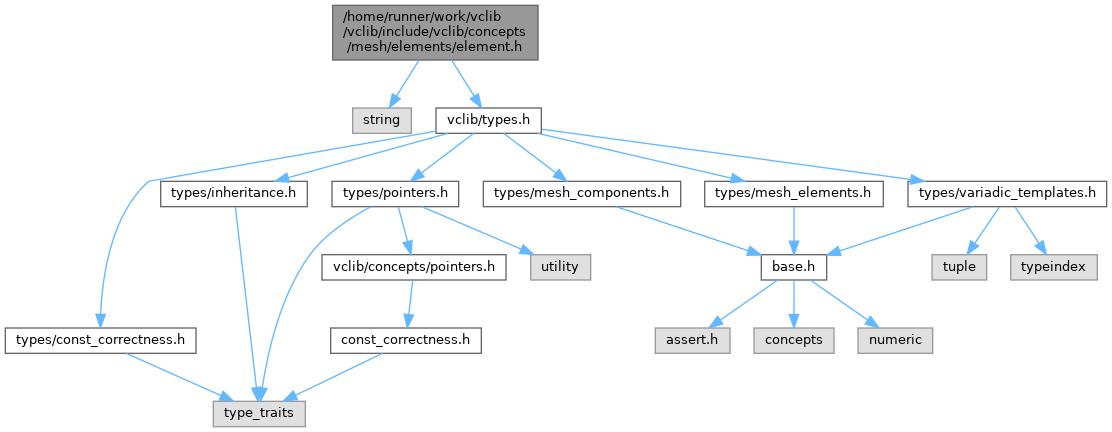 /home/runner/work/vclib
/vclib/include/vclib/concepts
/mesh/elements/element.h
string
vclib/types.h
types/inheritance.h
types/pointers.h
types/mesh_components.h
types/mesh_elements.h
types/variadic_templates.h
vclib/concepts/pointers.h
utility
base.h
tuple
typeindex
types/const_correctness.h
const_correctness.h
assert.h
concepts
numeric
type_traits